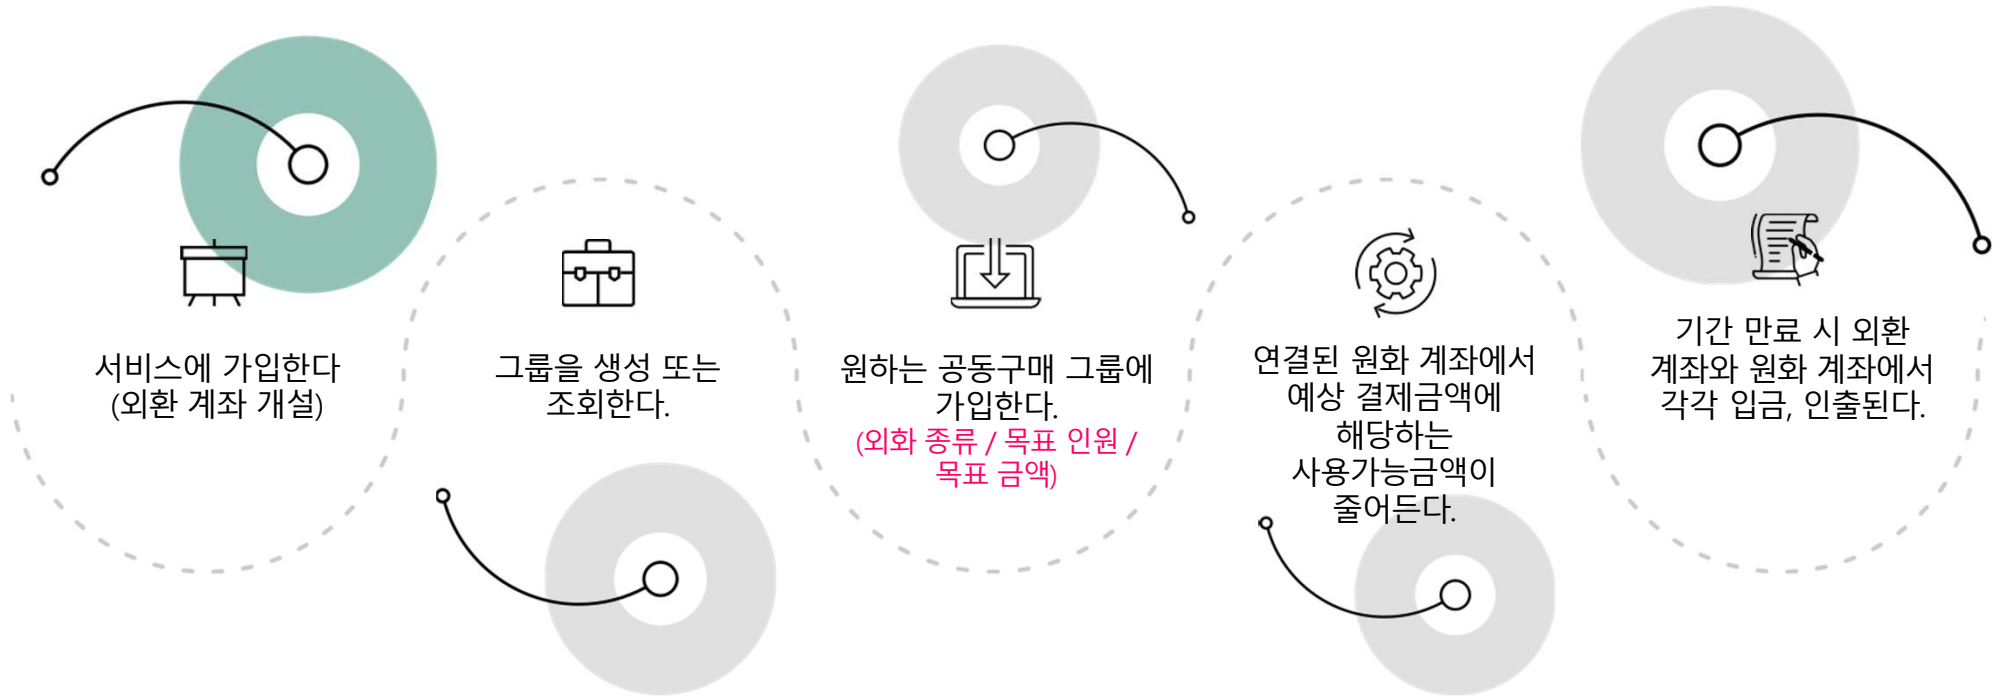 서비스에 가입한다
(외환 계좌 개설)
그룹을 생성 또는
조회한다.
원하는 공동구매 그룹에
가입한다.
(외화 종류 / 목표 인원 /
목표 금액)
연결된 원화 계좌에서
예상 결제금액에
해당하는
사용가능금액이
줄어든다.
기간 만료 시 외환
계좌와 원화 계좌에서
각각 입금, 인출된다.